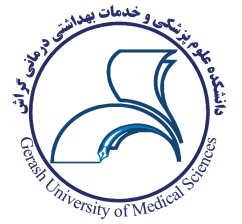 دانشکده علوم پزشکی و خدمات بهداشتی درمانی گراش
Gerash University of Medical Sciences